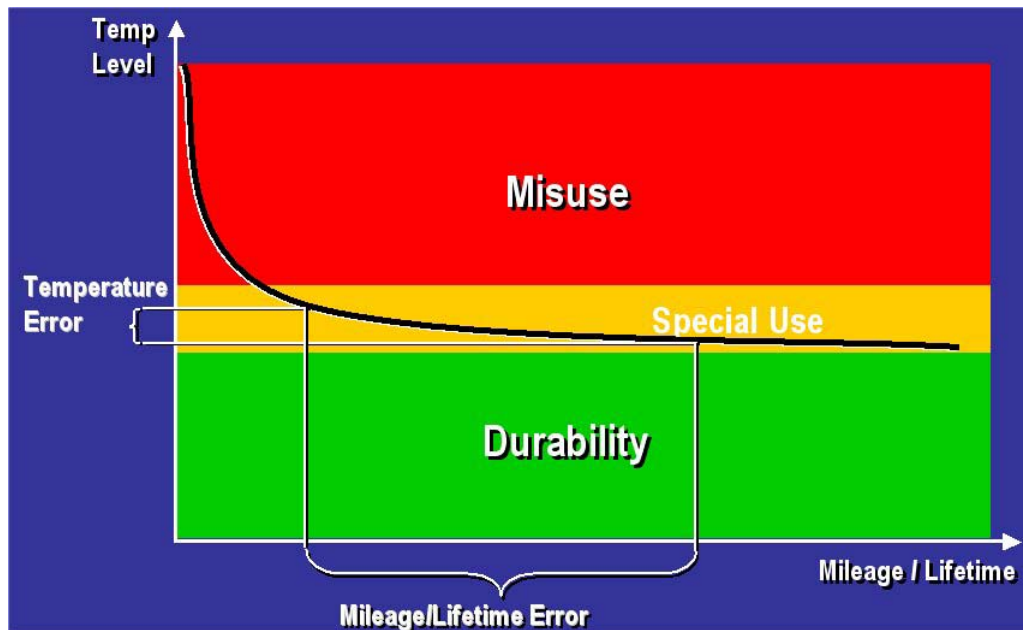 Temp
Level
Misuse
Temperature
Error
Special Use
Durability
Mileage / Lifetime
Mileage/Lifetime Error